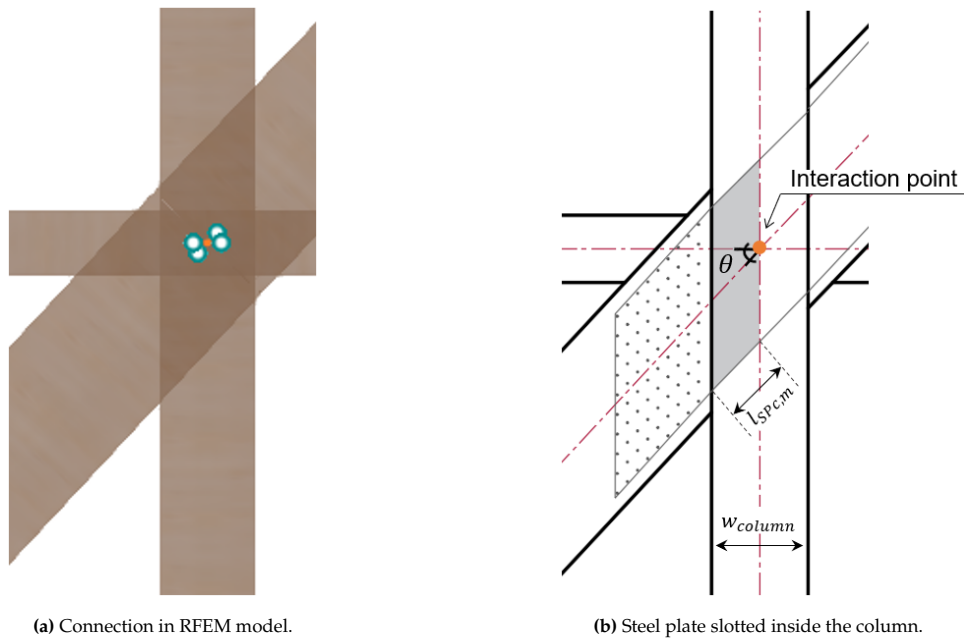 Interaction point
θ
l_{SPc,m}
w_{column}
(a) Connection in RFEM model.
(b) Steel plate slotted inside the column.